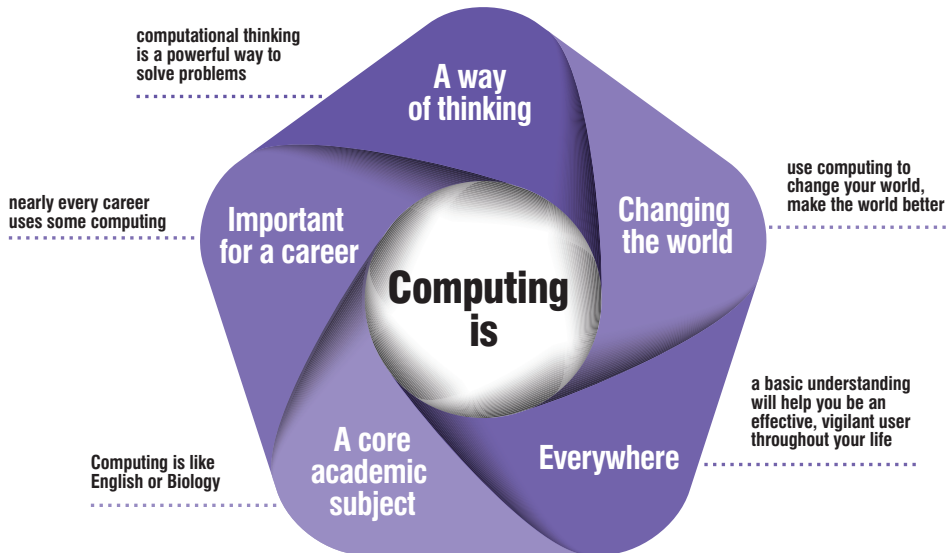 computational thinking
is a powerful way to
solve problems
A way
of thinking
use computing to
change your world,
make the world better
Changing
the world
nearly every career
uses some computing
Important
for a career
Computing
is
a basic understanding
will help you be an
effective, vigilant user
throughout your life
Everywhere
A core
academic
subject
Computing is like
English or Biology